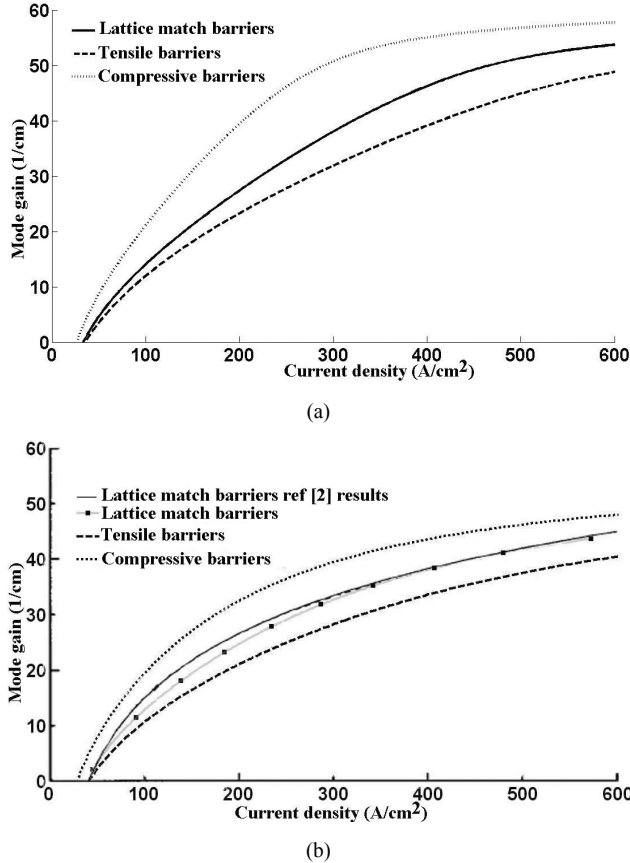 60
50
40
30
20
10
0
Mode gain (1/cm)
Lattice match barriers
Tensile barriers
Compressive barriers
0 100 200 300 400 500 600
Current density (A/cm²)
(a)
60
50
40
30
20
10
0
Mode gain (1/cm)
Lattice match barriers ref [2] results
Lattice match barriers
Tensile barriers
Compressive barriers
0 100 200 300 400 500 600
Current density (A/cm²)
(b)